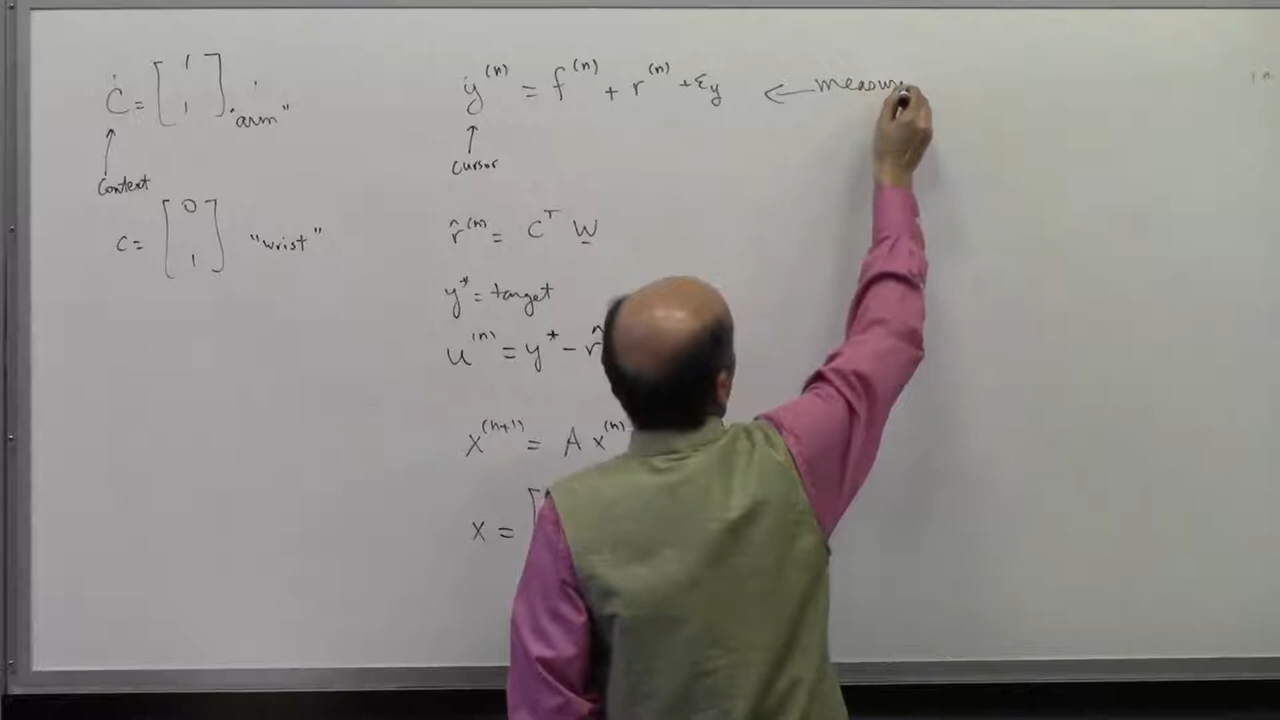 C = [1 1] "arm"
Context
C = [0 1] "wrist"
y^(n) = f^(n) + r^(n) + ε_y ← measur
Cursor
r̂^(n) = C^T W
y* = target
u^(n) = y* - r̂
x^(n+1) = A x^(n)
x = [